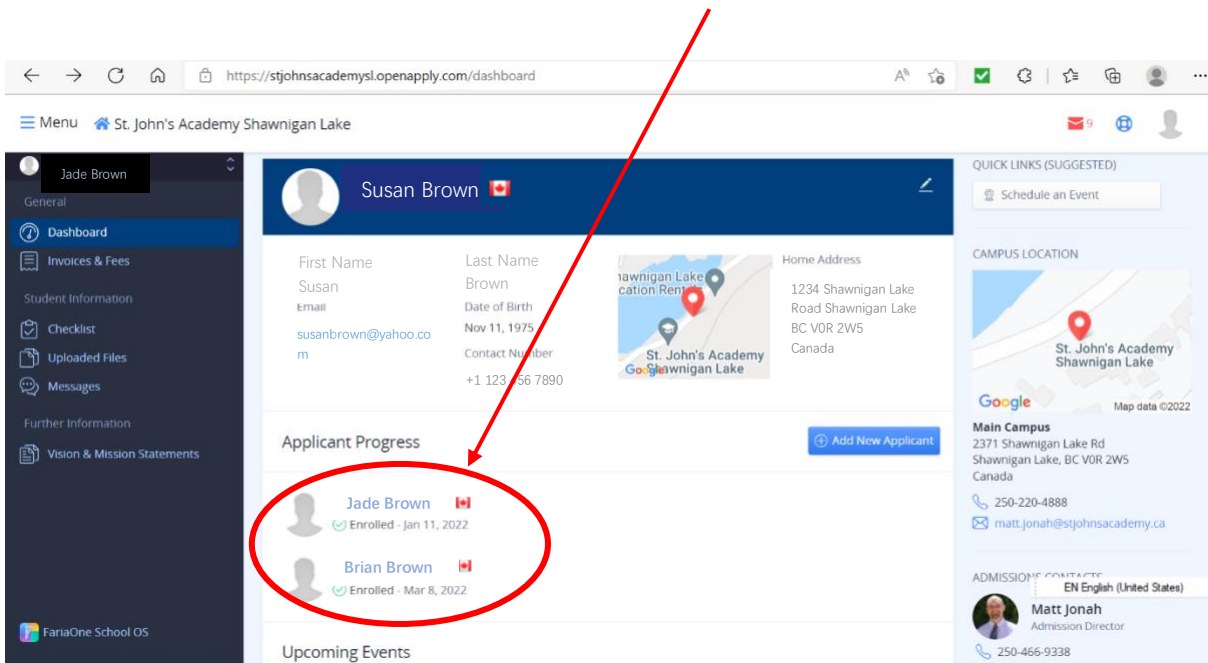 https://stjohnsacademysl.openapply.com/dashboard
Menu St. John's Academy Shawnigan Lake
9
Jade Brown
General
Dashboard
Invoices & Fees
Student Information
Checklist
Uploaded Files
Messages
Further Information
Vision & Mission Statements
FariaOne School OS
Susan Brown
First Name
Susan
Email
susanbrown@yahoo.co
m
Last Name
Brown
Date of Birth
Nov 11, 1975
Contact Number
+1 123 456 7890
hawnigan Lake
cation Rentals
St. John's Academy
Shawnigan Lake
Google
Home Address
1234 Shawnigan Lake
Road Shawnigan Lake
BC V0R 2W5
Canada
Applicant Progress
Add New Applicant
Jade Brown
Enrolled - Jan 11, 2022
Brian Brown
Enrolled - Mar 8, 2022
Upcoming Events
QUICK LINKS (SUGGESTED)
Schedule an Event
CAMPUS LOCATION
St. John's Academy
Shawnigan Lake
Google
Map data ©2022
Main Campus
2371 Shawnigan Lake Rd
Shawnigan Lake, BC V0R 2W5
Canada
250-220-4888
matt.jonah@stjohnsacademy.ca
ADMISSIONS CONTACTS
EN English (United States)
Matt Jonah
Admission Director
250-466-9338